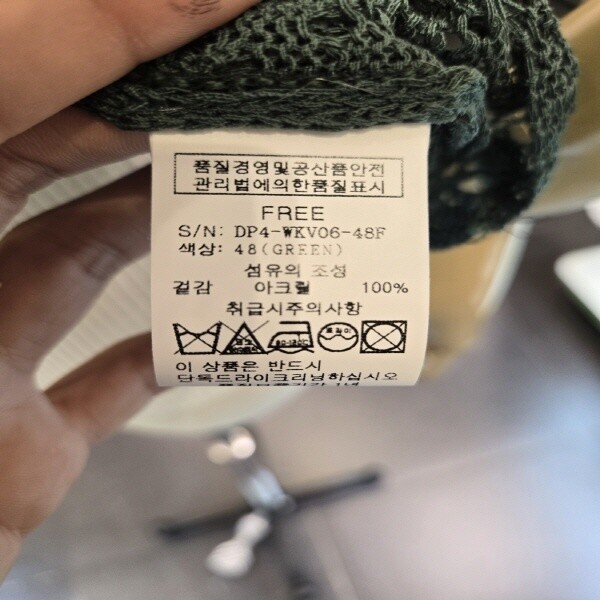 품질경영및공산품안전
관리법에의한품질표시
FREE
S/N: DP4-WKV06-48F
색상: 48(GREEN)
섬유의 조성
겉감 아크릴 100%
취급시주의사항
드라이
이 상품은 반드시
단독드라이크리닝하십시오